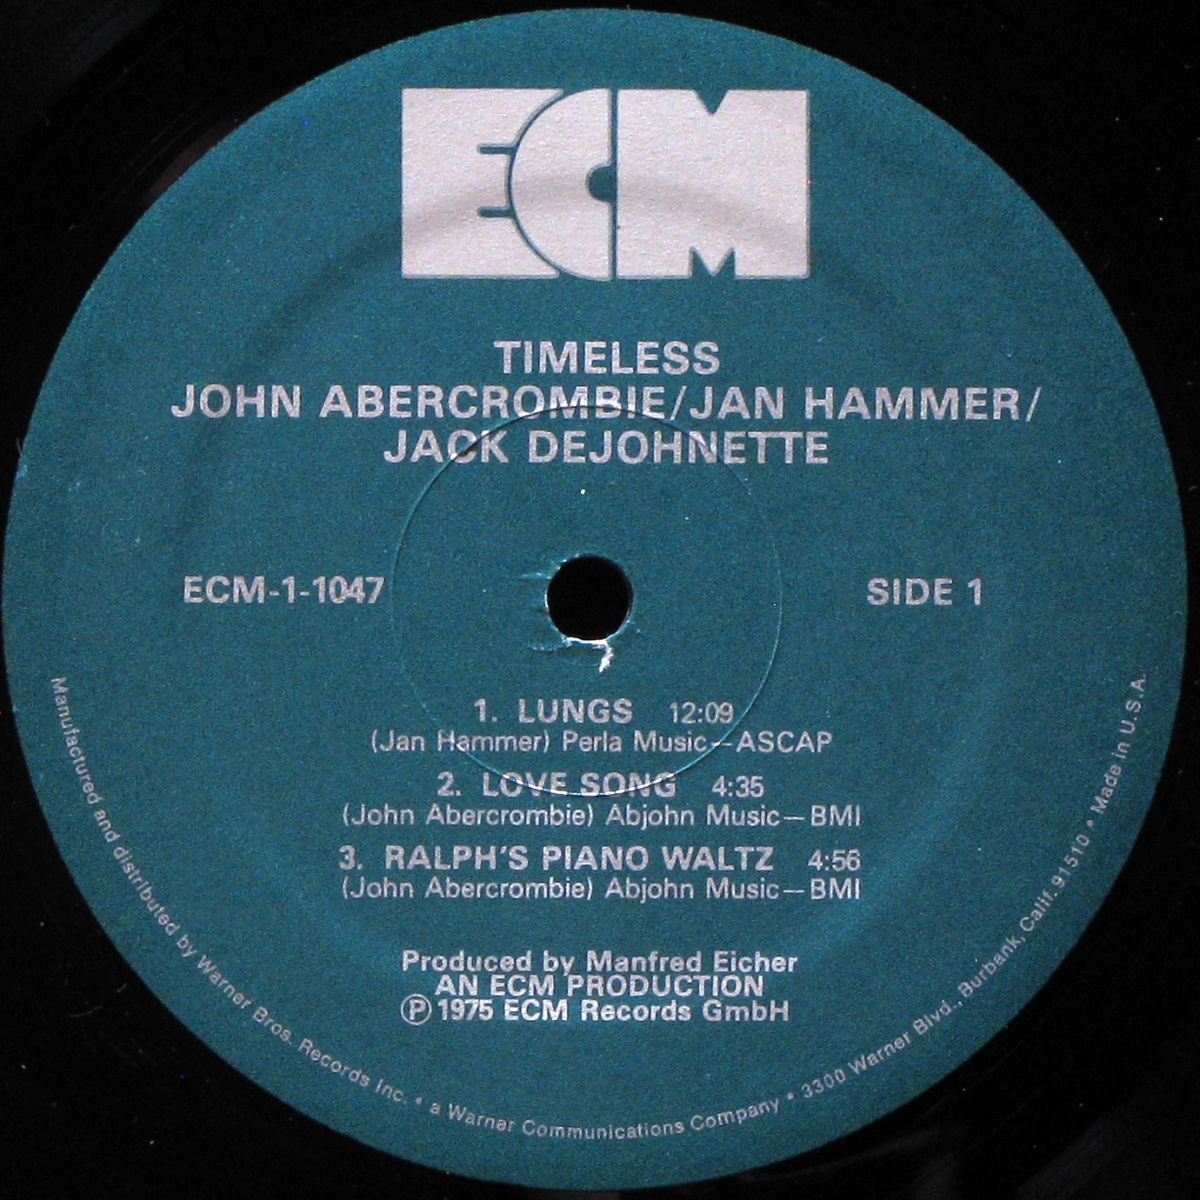 ECM
TIMELESS
JOHN ABERCROMBIE/JAN HAMMER/
JACK DEJOHNETTE
ECM-1-1047
SIDE 1
1. LUNGS 12:09
(Jan Hammer) Perla Music—ASCAP
2. LOVE SONG 4:35
(John Abercrombie) Abjohn Music—BMI
3. RALPH'S PIANO WALTZ 4:56
(John Abercrombie) Abjohn Music—BMI
Produced by Manfred Eicher
AN ECM PRODUCTION
Ⓟ 1975 ECM Records GmbH
Manufactured and distributed by Warner Bros. Records Inc. • a Warner Communications Company • 3300 Warner Blvd., Burbank, Calif. 91510 • Made in U.S.A.